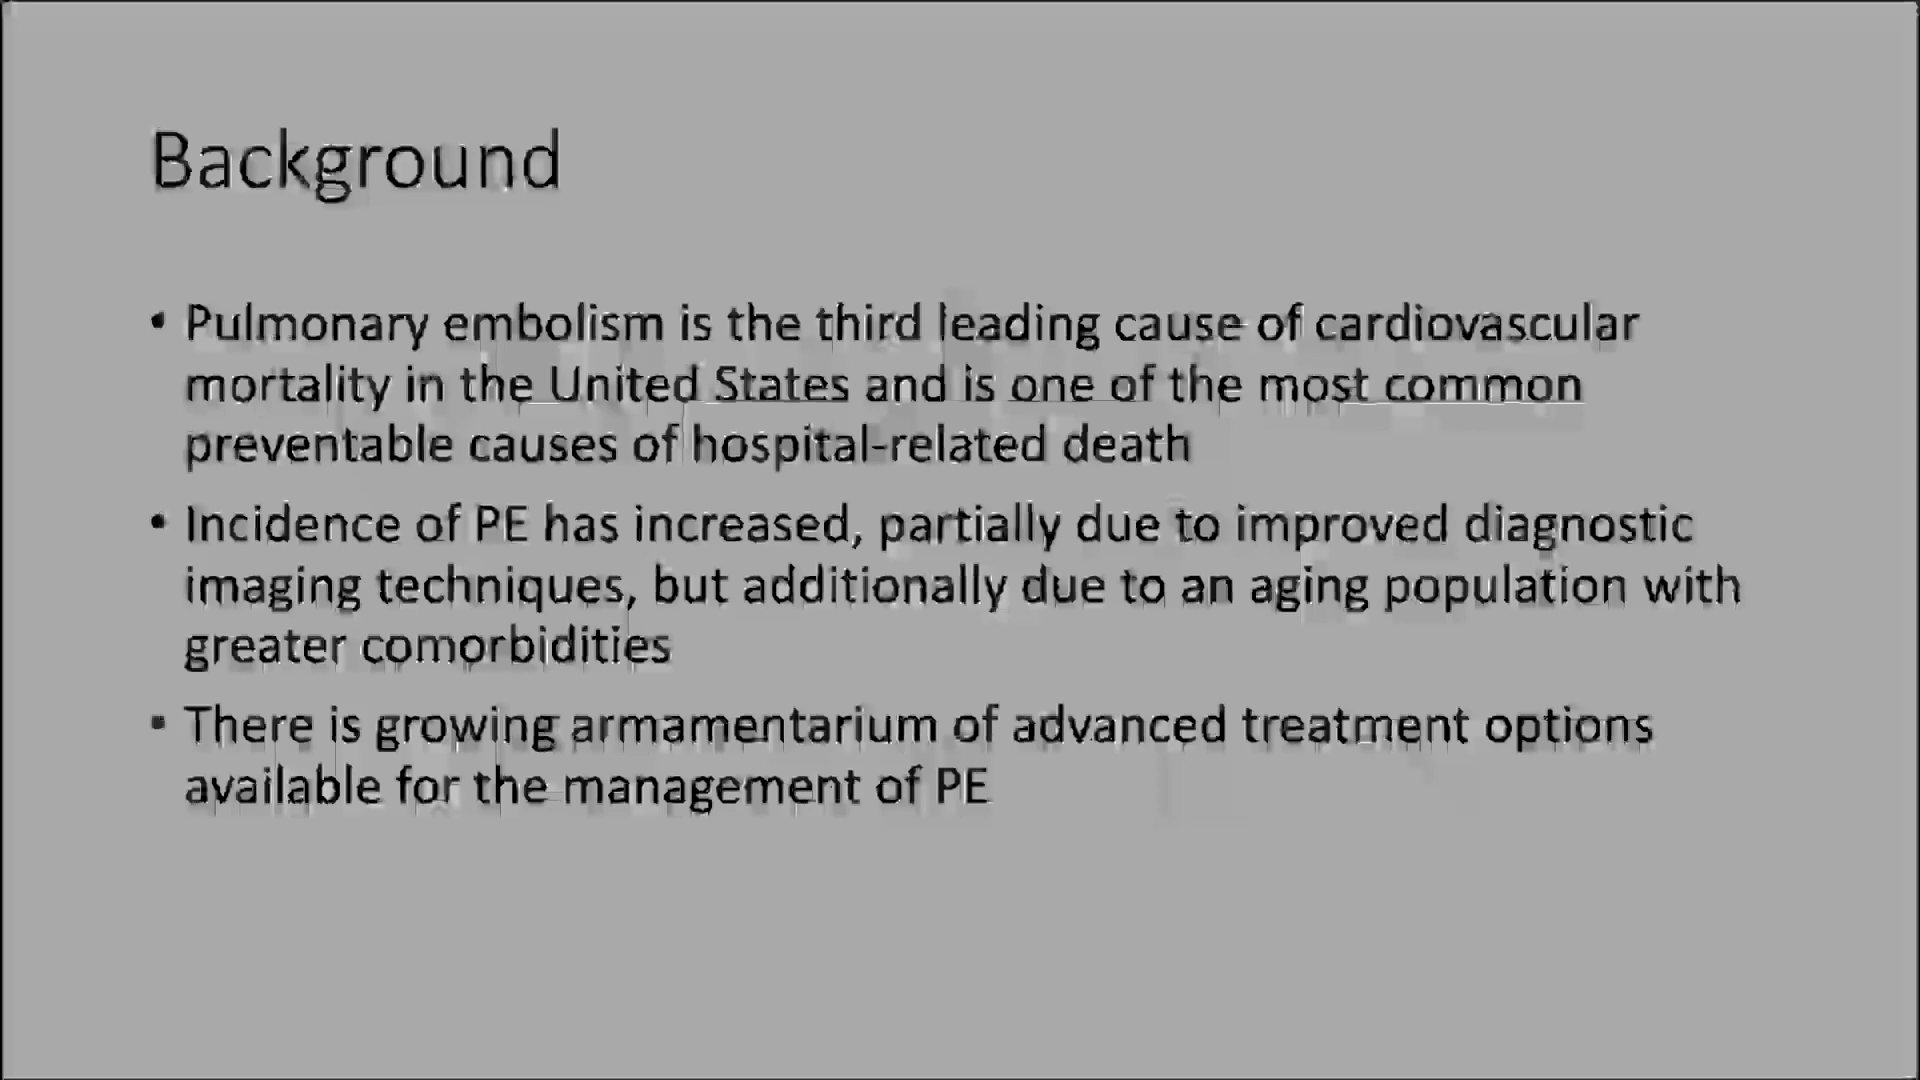 Background
• Pulmonary embolism is the third leading cause of cardiovascular
mortality in the United States and is one of the most common
preventable causes of hospital-related death
• Incidence of PE has increased, partially due to improved diagnostic
imaging techniques, but additionally due to an aging population with
greater comorbidities
• There is growing armamentarium of advanced treatment options
available for the management of PE